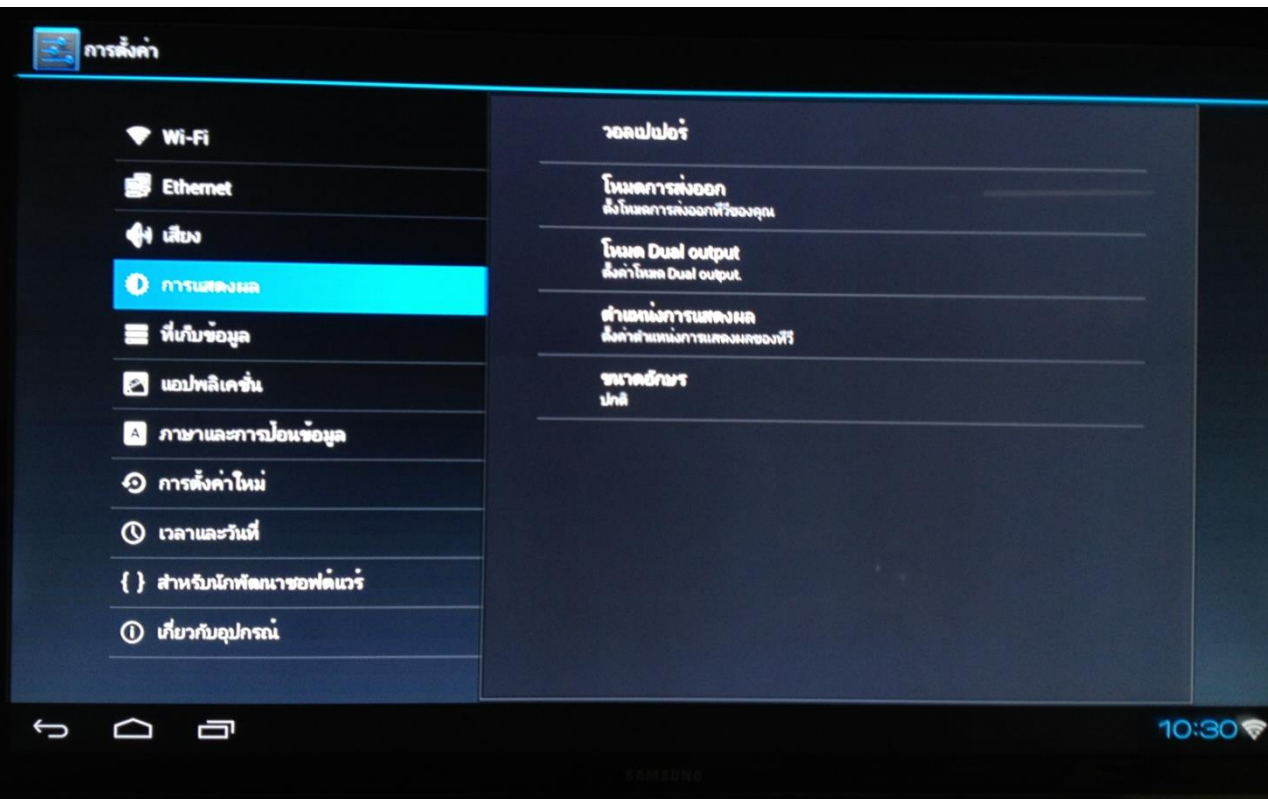 การตั้งค่า
Wi-Fi
Ethernet
เสียง
การแสดงผล
ที่เก็บข้อมูล
แอปพลิเคชั่น
ภาษาและการป้อนข้อมูล
การตั้งค่าใหม่
เวลาและวันที่
{ } สำหรับนักพัฒนาซอฟต์แวร์
เกี่ยวกับอุปกรณ์
วอลเปเปอร์
โหมดการส่งออก
ตั้งโหมดการส่งออกทีวีของคุณ
โหมด Dual output
ตั้งค่าโหมด Dual output.
ตำแหน่งการแสดงผล
ตั้งค่าตำแหน่งการแสดงผลของทีวี
ขนาดอักษร
ปกติ
10:30
SAMSUNG